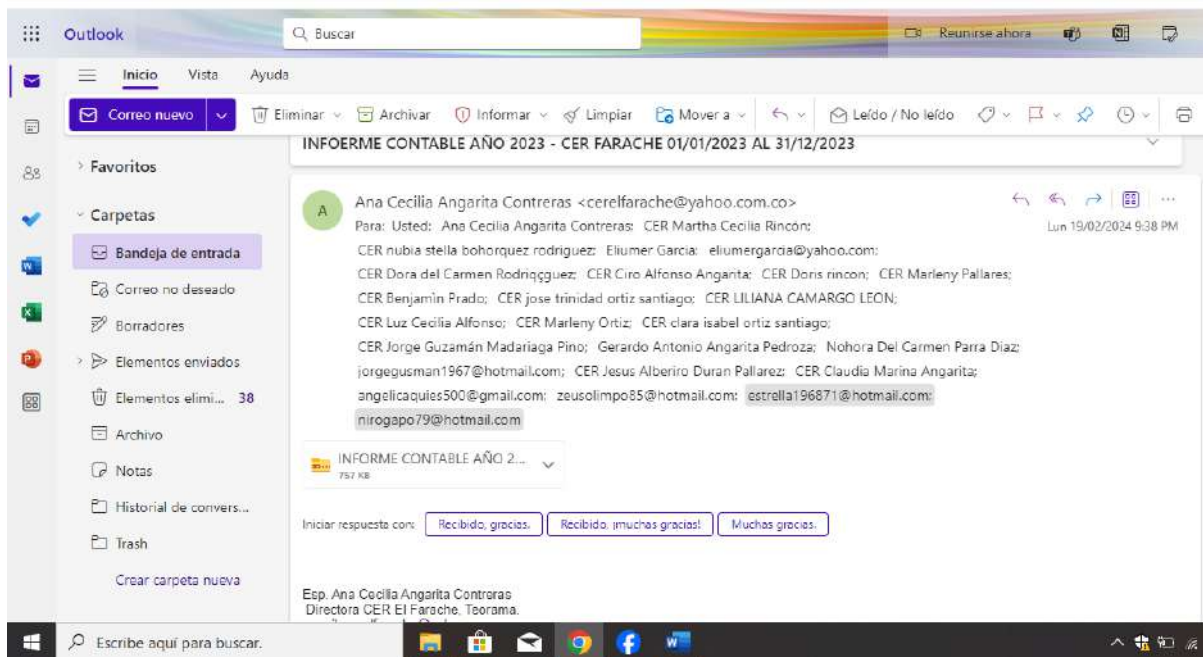 Outlook
Buscar
Reunirse ahora
Inicio Vista Ayuda
Correo nuevo Eliminar Archivar Informar Limpiar Mover a Leído / No leído
INFOERME CONTABLE AÑO 2023 - CER FARACHE 01/01/2023 AL 31/12/2023
Favoritos
Carpetas
Bandeja de entrada
Correo no deseado
Borradores
Elementos enviados
Elementos elimi... 38
Archivo
Notas
Historial de convers...
Trash
Crear carpeta nueva
A
Ana Cecilia Angarita Contreras <cerelfarache@yahoo.com.co>
Lun 19/02/2024 9:38 PM
Para: Usted; Ana Cecilia Angarita Contreras; CER Martha Cecilia Rincón;
CER nubia stella bohorquez rodriguez; Eliumer Garcia; eliumergarcia@yahoo.com;
CER Dora del Carmen Rodriqçguez; CER Ciro Alfonso Angarita; CER Doris rincon; CER Marleny Pallares;
CER Benjamìn Prado; CER jose trinidad ortiz santiago; CER LILIANA CAMARGO LEON;
CER Luz Cecilia Alfonso; CER Marleny Ortiz; CER clara isabel ortiz santiago;
CER Jorge Guzamán Madariaga Pino; Gerardo Antonio Angarita Pedroza; Nohora Del Carmen Parra Diaz;
jorgegusman1967@hotmail.com; CER Jesus Alberiro Duran Pallarez; CER Claudia Marina Angarita;
angelicaquies500@gmail.com; zeusolimpo85@hotmail.com; estrella196871@hotmail.com;
nirogapo79@hotmail.com
INFORME CONTABLE AÑO 2...
757 KB
Iniciar respuesta con: Recibido, gracias. Recibido, ¡muchas gracias! Muchas gracias.
Esp. Ana Cecilia Angarita Contreras
Directora CER El Farache, Teorama.
Escribe aquí para buscar.